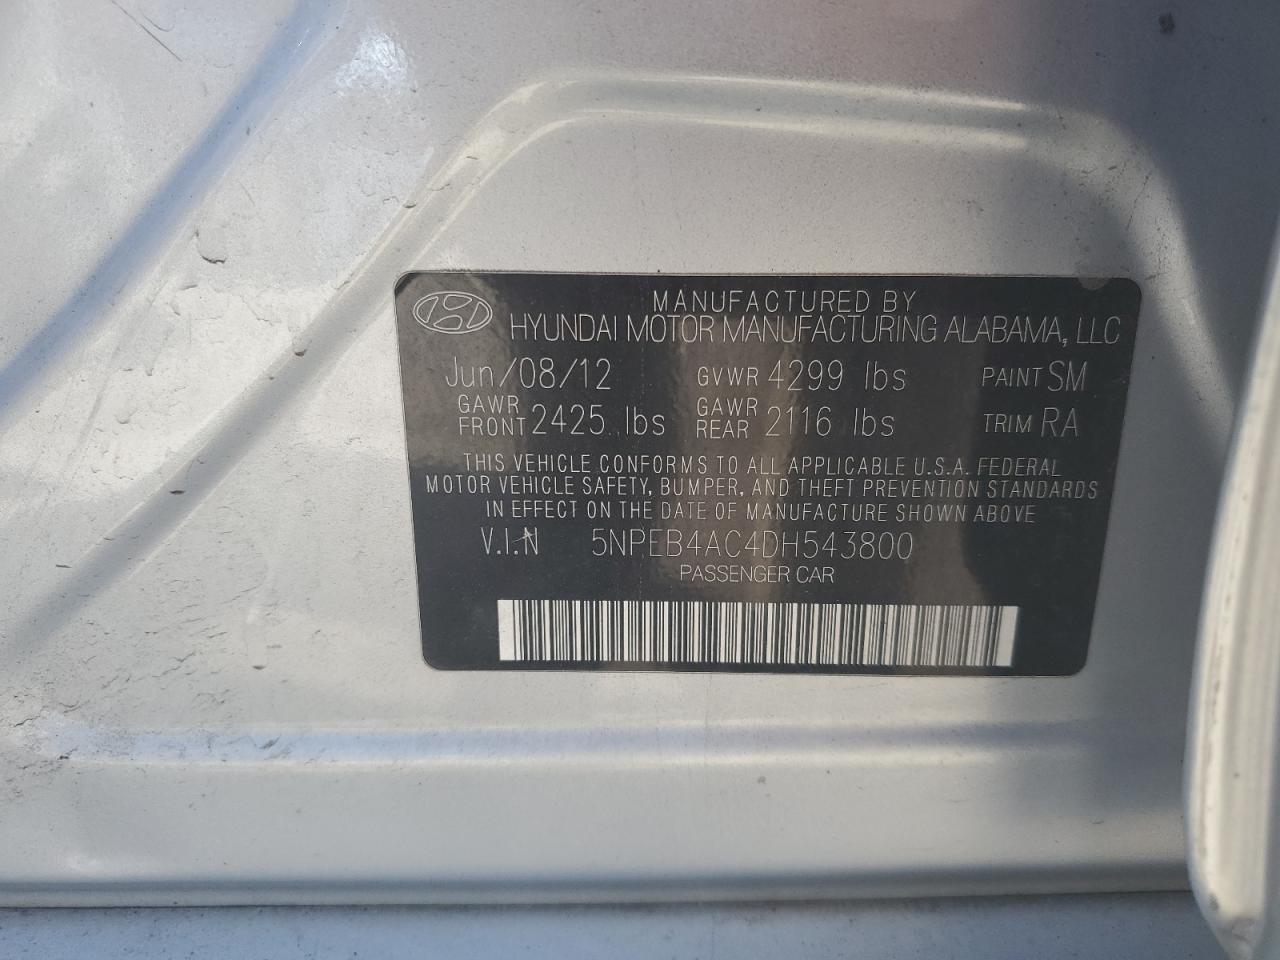 MANUFACTURED BY
HYUNDAI MOTOR MANUFACTURING ALABAMA, LLC
Jun/08/12 GVWR 4299 lbs PAINT SM
GAWR FRONT 2425 lbs GAWR REAR 2116 lbs TRIM RA
THIS VEHICLE CONFORMS TO ALL APPLICABLE U.S.A. FEDERAL
MOTOR VEHICLE SAFETY, BUMPER, AND THEFT PREVENTION STANDARDS
IN EFFECT ON THE DATE OF MANUFACTURE SHOWN ABOVE
V.I.N 5NPEB4AC4DH543800
PASSENGER CAR